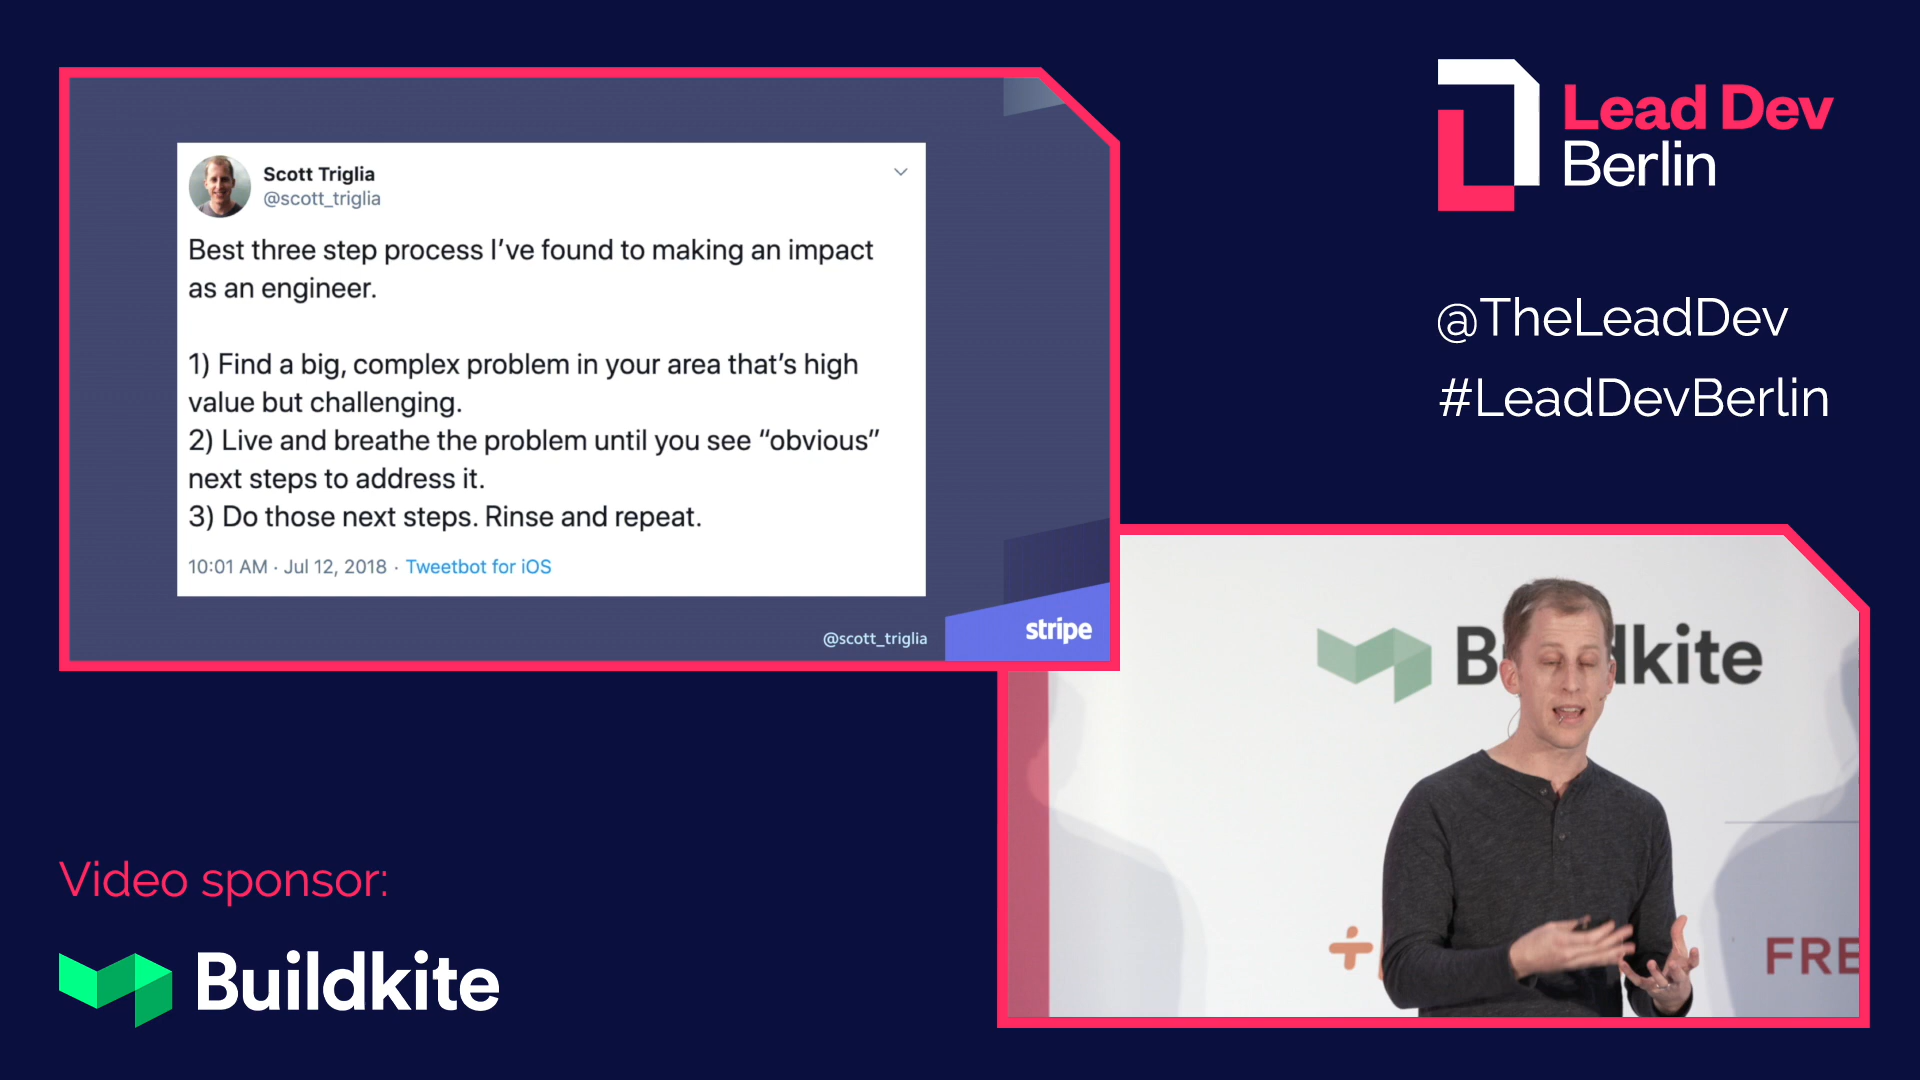 Scott Triglia
@scott_triglia
Best three step process I've found to making an impact
as an engineer.
1) Find a big, complex problem in your area that's high
value but challenging.
2) Live and breathe the problem until you see “obvious”
next steps to address it.
3) Do those next steps. Rinse and repeat.
10:01 AM · Jul 12, 2018 · Tweetbot for iOS
@scott_triglia
stripe
Lead Dev
Berlin
@TheLeadDev
#LeadDevBerlin
Video sponsor:
Buildkite